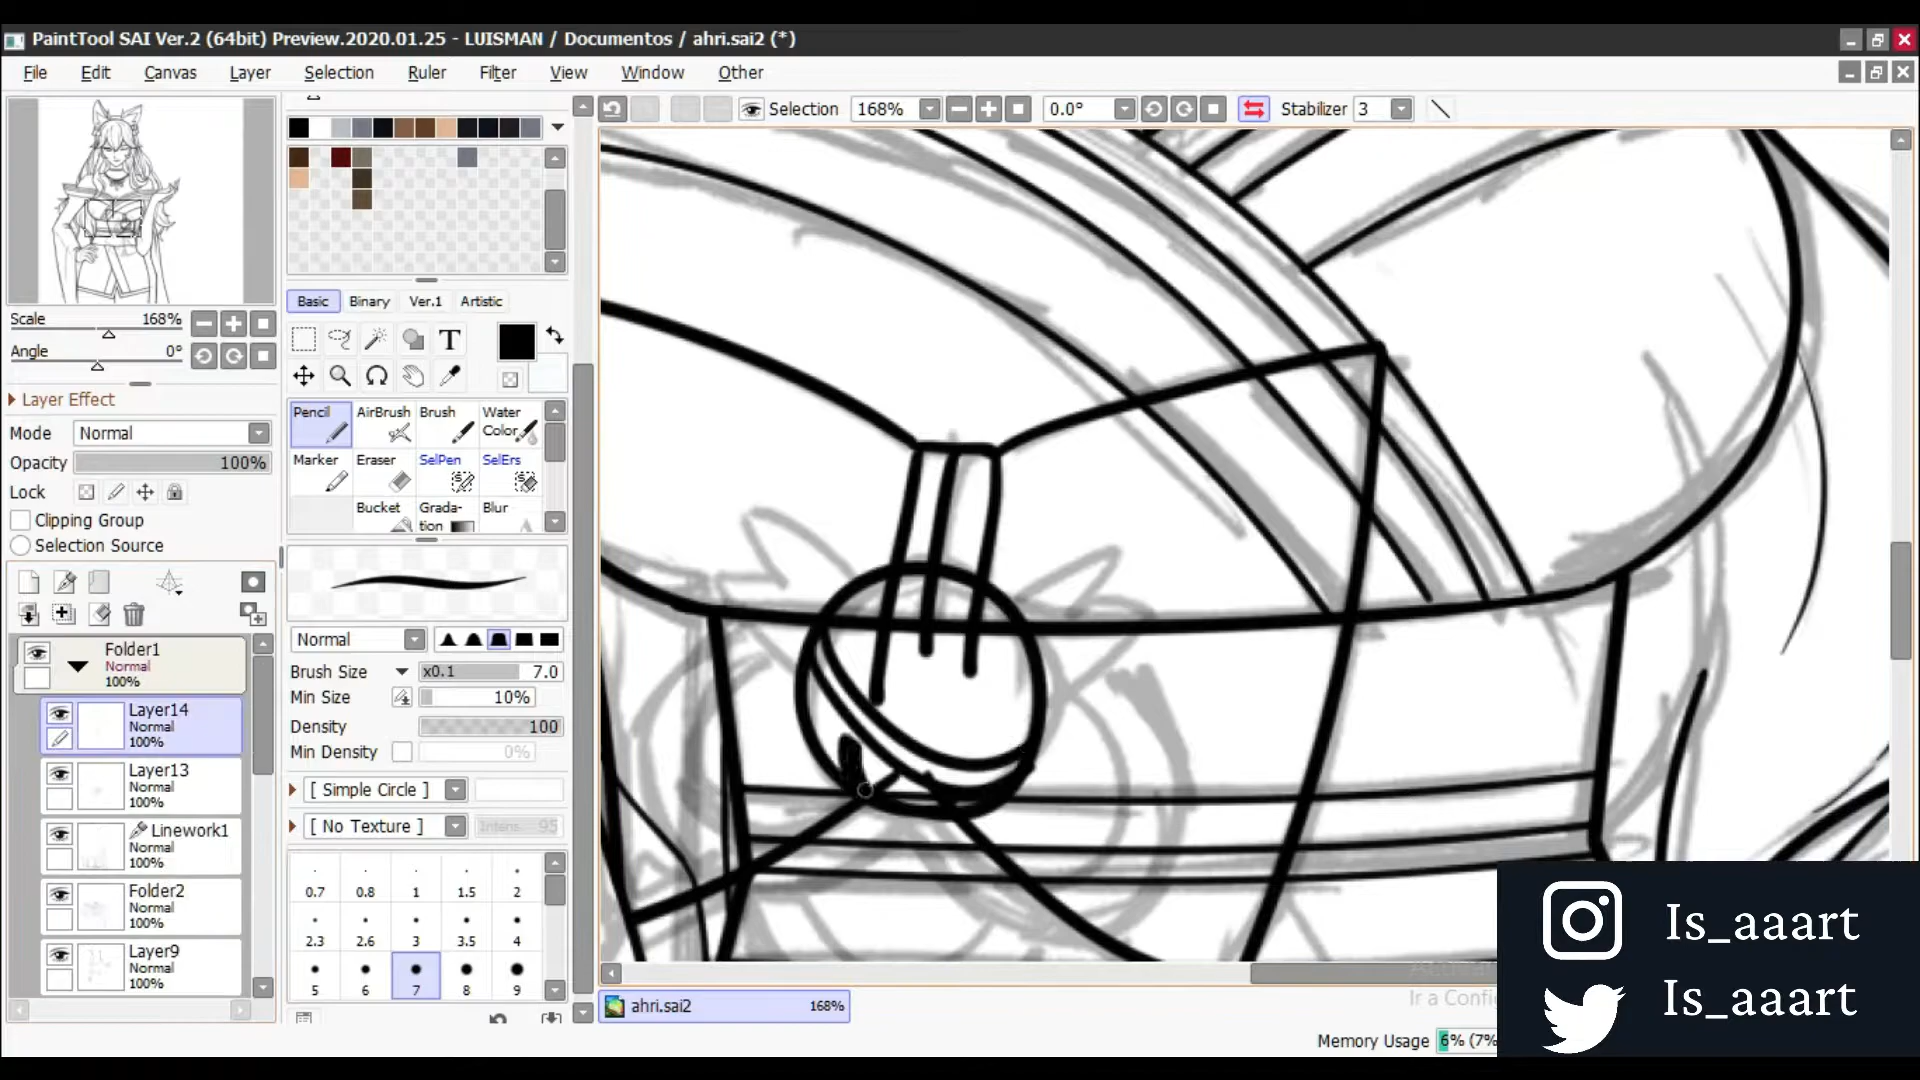 PaintTool SAI Ver.2 (64bit) Preview.2020.01.25 - LUISMAN / Documentos / ahri.sai2 (*)
File Edit Canvas Layer Selection Ruler Filter View Window Other
Selection 168% 0.0° Stabilizer 3
Scale 168%
Angle 0°
Layer Effect
Mode Normal
Opacity 100%
Lock
Clipping Group
Selection Source
Folder1
Normal
100%
Layer14
Normal
100%
Layer13
Normal
100%
Linework1
Normal
100%
Folder2
Normal
100%
Layer9
Normal
100%
Basic Binary Ver.1 Artistic
T
Pencil AirBrush Brush Water Color
Marker Eraser SelPen SelErs
Bucket Grada-tion Blur
Normal
Brush Size x0.1 7.0
Min Size 10%
Density 100
Min Density 0%
[ Simple Circle ]
[ No Texture ] Intens. 95
0.7 0.8 1 1.5 2
2.3 2.6 3 3.5 4
5 6 7 8 9
ahri.sai2 168%
Ir a Confi
Memory Usage 6% (7%
Is_aaart
Is_aaart